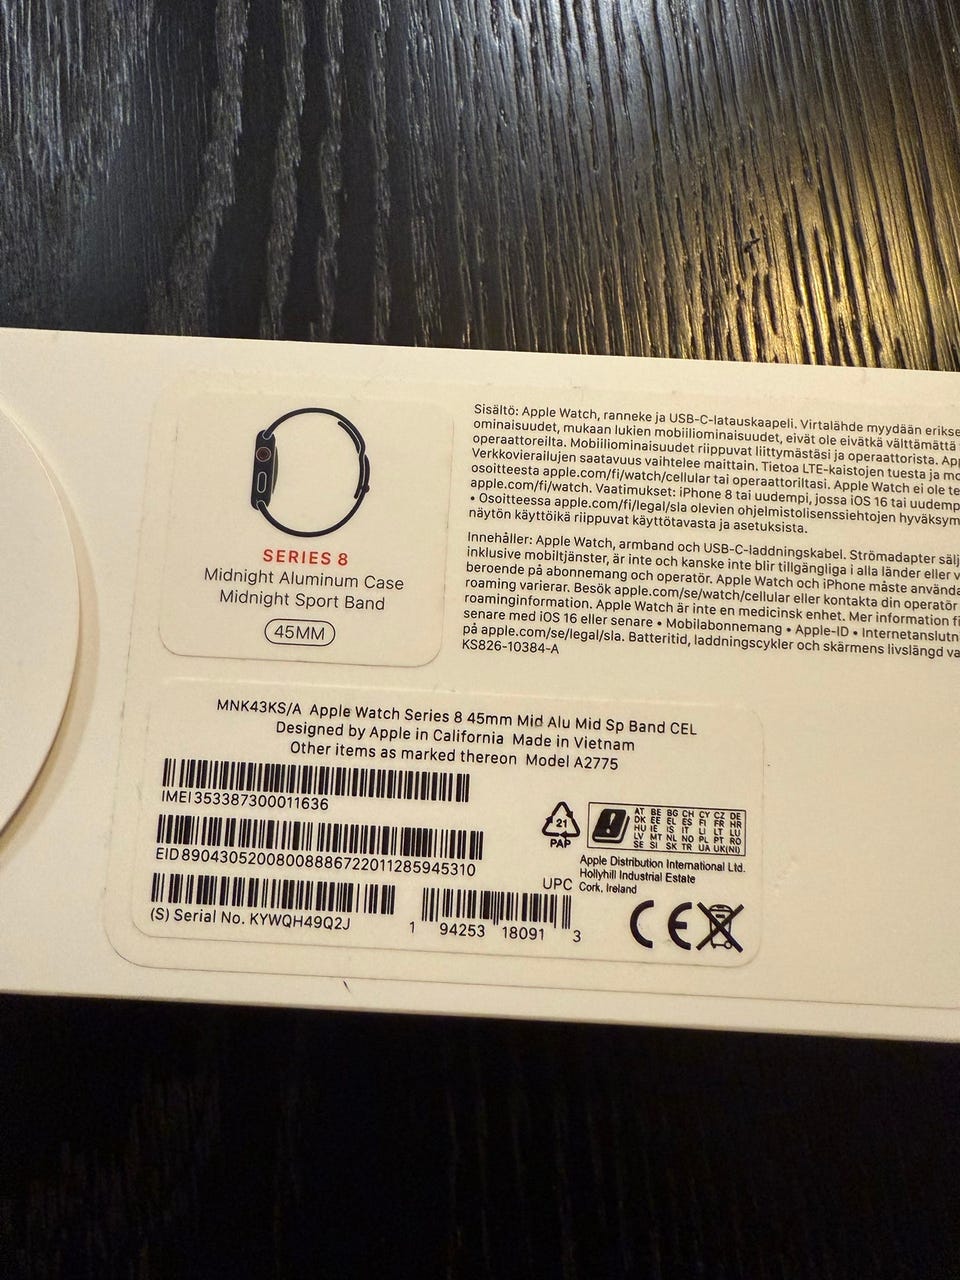 SERIES 8
Midnight Aluminum Case
Midnight Sport Band
45MM
Sisältö: Apple Watch, ranneke ja USB-C-latauskaapeli. Virtalähde myydään
ominaisuudet, mukaan lukien mobiiliominaisuudet, eivät ole eivätkä välttämättä
operaattoreilta. Mobiiliominaisuudet riippuvat liittymästäsi ja operaattorista.
Verkkovierailujen saatavuus vaihtelee maittain. Tietoa LTE-kaistojen tuesta ja
osoitteesta apple.com/fi/watch/cellular tai operaattoriltasi. Apple Watch ei ole
apple.com/fi/watch. Vaatimukset: iPhone 8 tai uudempi, jossa iOS 16 tai
• Osoitteessa apple.com/fi/legal/sla olevien ohjelmistolisenssiehtojen
näytön käyttöikä riippuvat käyttötavasta ja asetuksista.
Innehåller: Apple Watch, armband och USB-C-laddningskabel. Strömadapter
inklusive mobiltjänster, är inte och kanske inte blir tillgängliga i alla länder eller
beroende på abonnemang och operatör. Apple Watch och iPhone måste
roaming varierar. Besök apple.com/se/watch/cellular eller kontakta din operatör
roaminginformation. Apple Watch är inte en medicinsk enhet. Mer information
senare med iOS 16 eller senare • Mobilabonnemang • Apple-ID •
på apple.com/se/legal/sla. Batteritid, laddningscykler och skärmens livslängd
KS826-10384-A
MNK43KS/A Apple Watch Series 8 45mm Mid Alu Mid Sp Band CEL
Designed by Apple in California Made in Vietnam
Other items as marked thereon Model A2775
IMEI 353387300011636
EID 89043052008008886722011285945310
(S) Serial No. KYWQH49Q2J
UPC
1 94253 18091 3
21
PAP
AT BE BG CH CY CZ DE
DK EE EL ES FI FR HR
HU IE IS IT LI LT LU
LV MT NL NO PL PT RO
SE SI SK TR UA UK(NI)
Apple Distribution International Ltd.
Hollyhill Industrial Estate
Cork, Ireland
CE